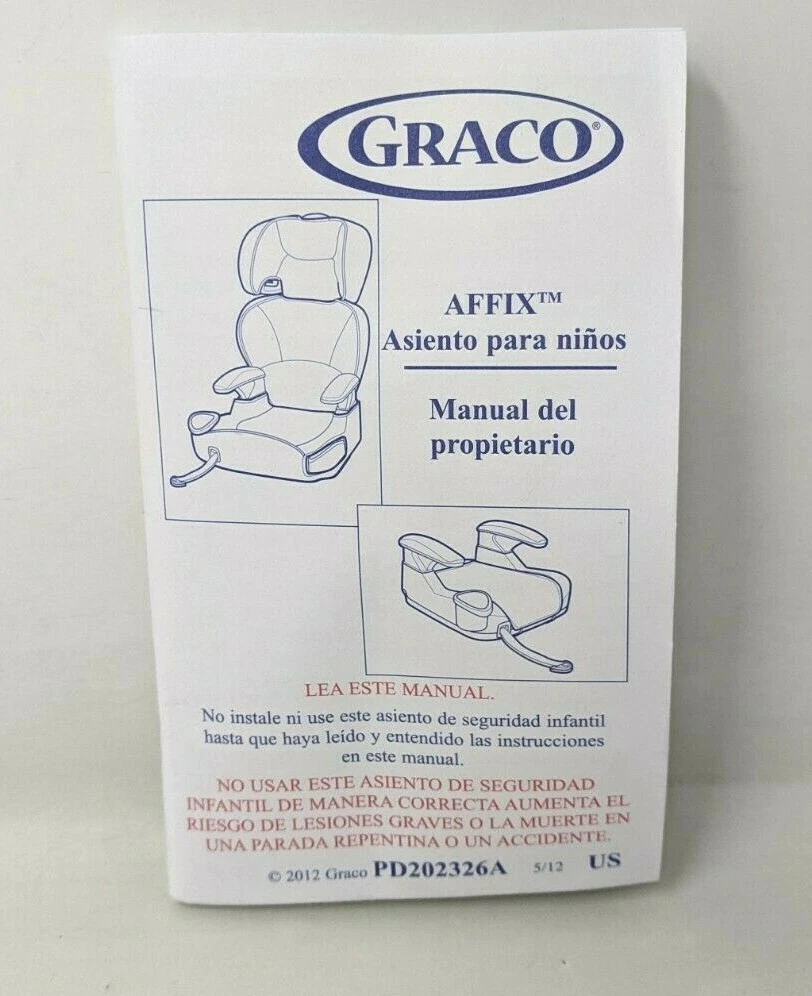 GRACO®
AFFIX™
Asiento para niños
Manual del
propietario
LEA ESTE MANUAL.
No instale ni use este asiento de seguridad infantil
hasta que haya leído y entendido las instrucciones
en este manual.
NO USAR ESTE ASIENTO DE SEGURIDAD
INFANTIL DE MANERA CORRECTA AUMENTA EL
RIESGO DE LESIONES GRAVES O LA MUERTE EN
UNA PARADA REPENTINA O UN ACCIDENTE.
© 2012 Graco PD202326A 5/12 US